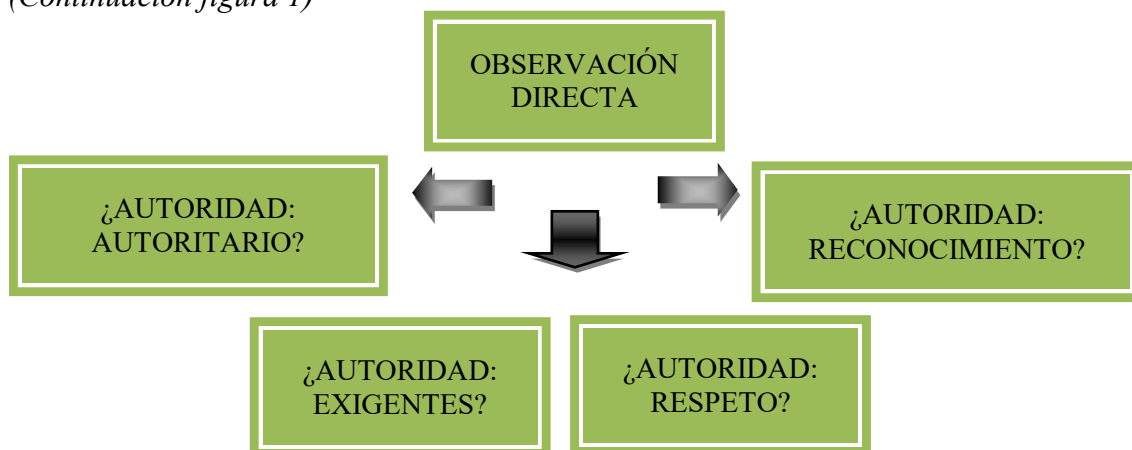 (Continuación figura 1)
OBSERVACIÓN
DIRECTA
¿AUTORIDAD:
AUTORITARIO?
¿AUTORIDAD:
RECONOCIMIENTO?
¿AUTORIDAD:
EXIGENTES?
¿AUTORIDAD:
RESPETO?